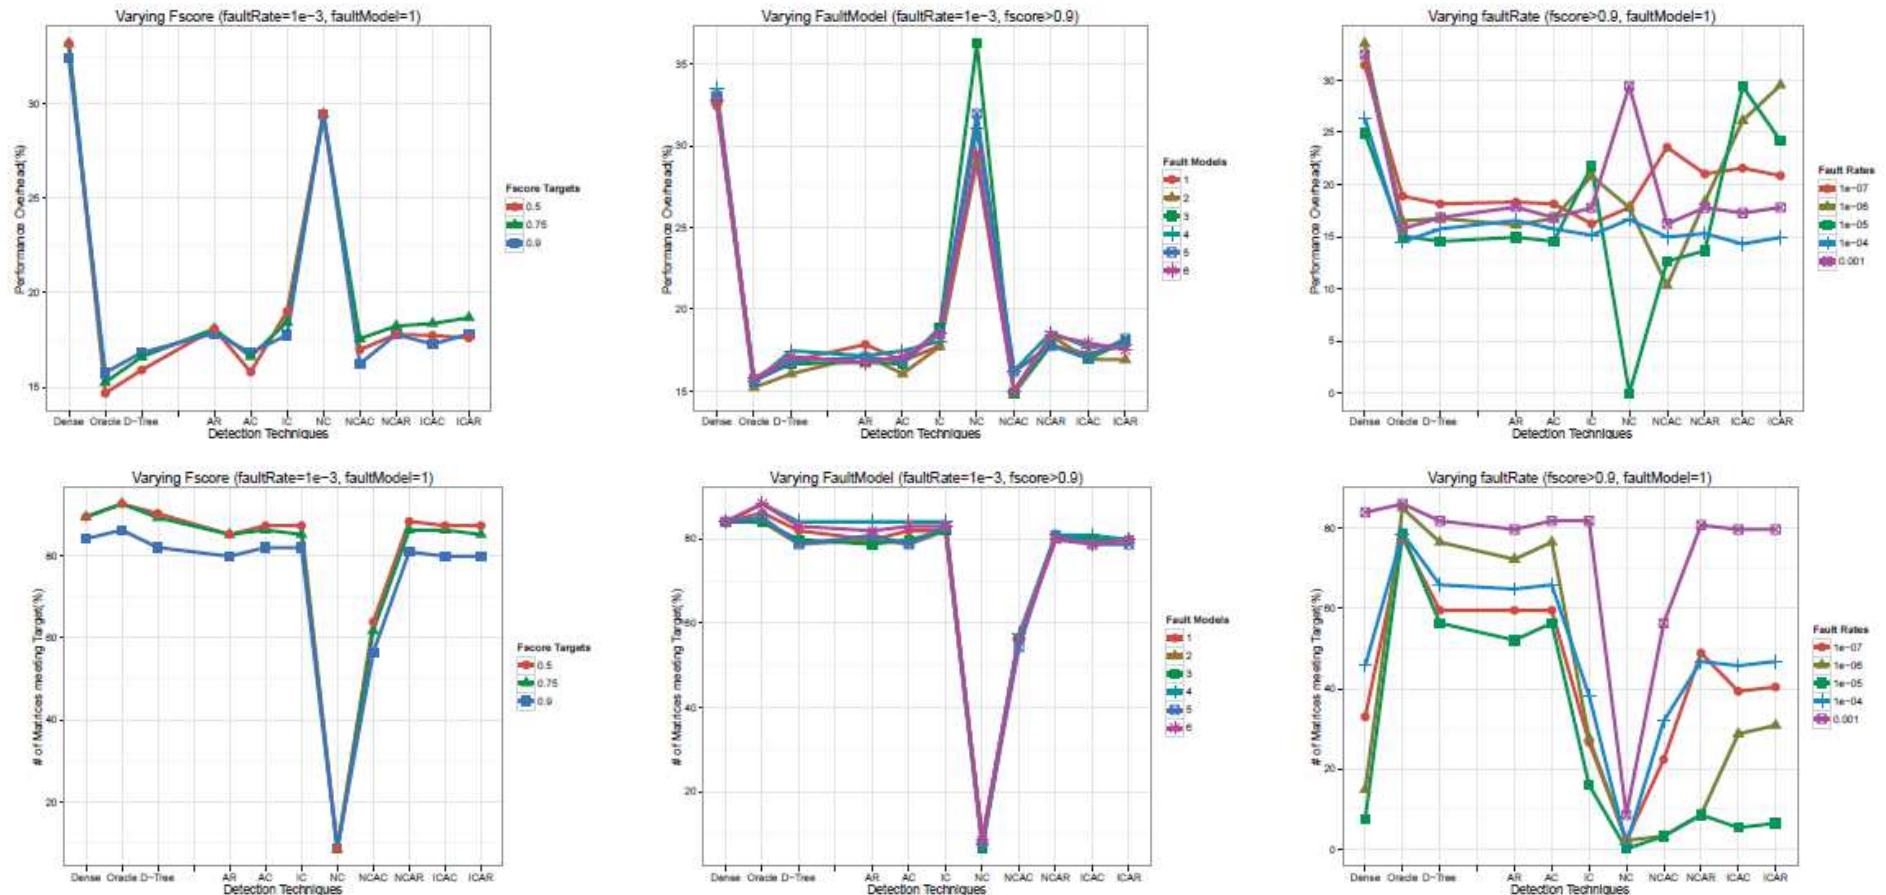 Varying Fscore (faultRate=1e-3, faultModel=1)
Performance Overhead(%)
30
25
20
15
Dense Oracle D-Tree AR AC IC NC NCAC NCAR ICAC ICAR
Detection Techniques
Fscore Targets
0.5
0.75
0.9
Varying FaultModel (faultRate=1e-3, fscore>0.9)
Performance Overhead(%)
35
30
25
20
15
Dense Oracle D-Tree AR AC IC NC NCAC NCAR ICAC ICAR
Detection Techniques
Fault Models
1
2
3
4
5
6
Varying faultRate (fscore>0.9, faultModel=1)
Performance Overhead(%)
30
25
20
15
10
5
0
Dense Oracle D-Tree AR AC IC NC NCAC NCAR ICAC ICAR
Detection Techniques
Fault Rates
1e-07
1e-06
1e-05
1e-04
0.001
Varying Fscore (faultRate=1e-3, faultModel=1)
# of Matrices meeting Target(%)
80
60
40
20
Dense Oracle D-Tree AR AC IC NC NCAC NCAR ICAC ICAR
Detection Techniques
Fscore Targets
0.5
0.75
0.9
Varying FaultModel (faultRate=1e-3, fscore>0.9)
# of Matrices meeting Target(%)
80
60
40
20
Dense Oracle D-Tree AR AC IC NC NCAC NCAR ICAC ICAR
Detection Techniques
Fault Models
1
2
3
4
5
6
Varying faultRate (fscore>0.9, faultModel=1)
# of Matrices meeting Target(%)
80
60
40
20
0
Dense Oracle D-Tree AR AC IC NC NCAC NCAR ICAC ICAR
Detection Techniques
Fault Rates
1e-07
1e-06
1e-05
1e-04
0.001